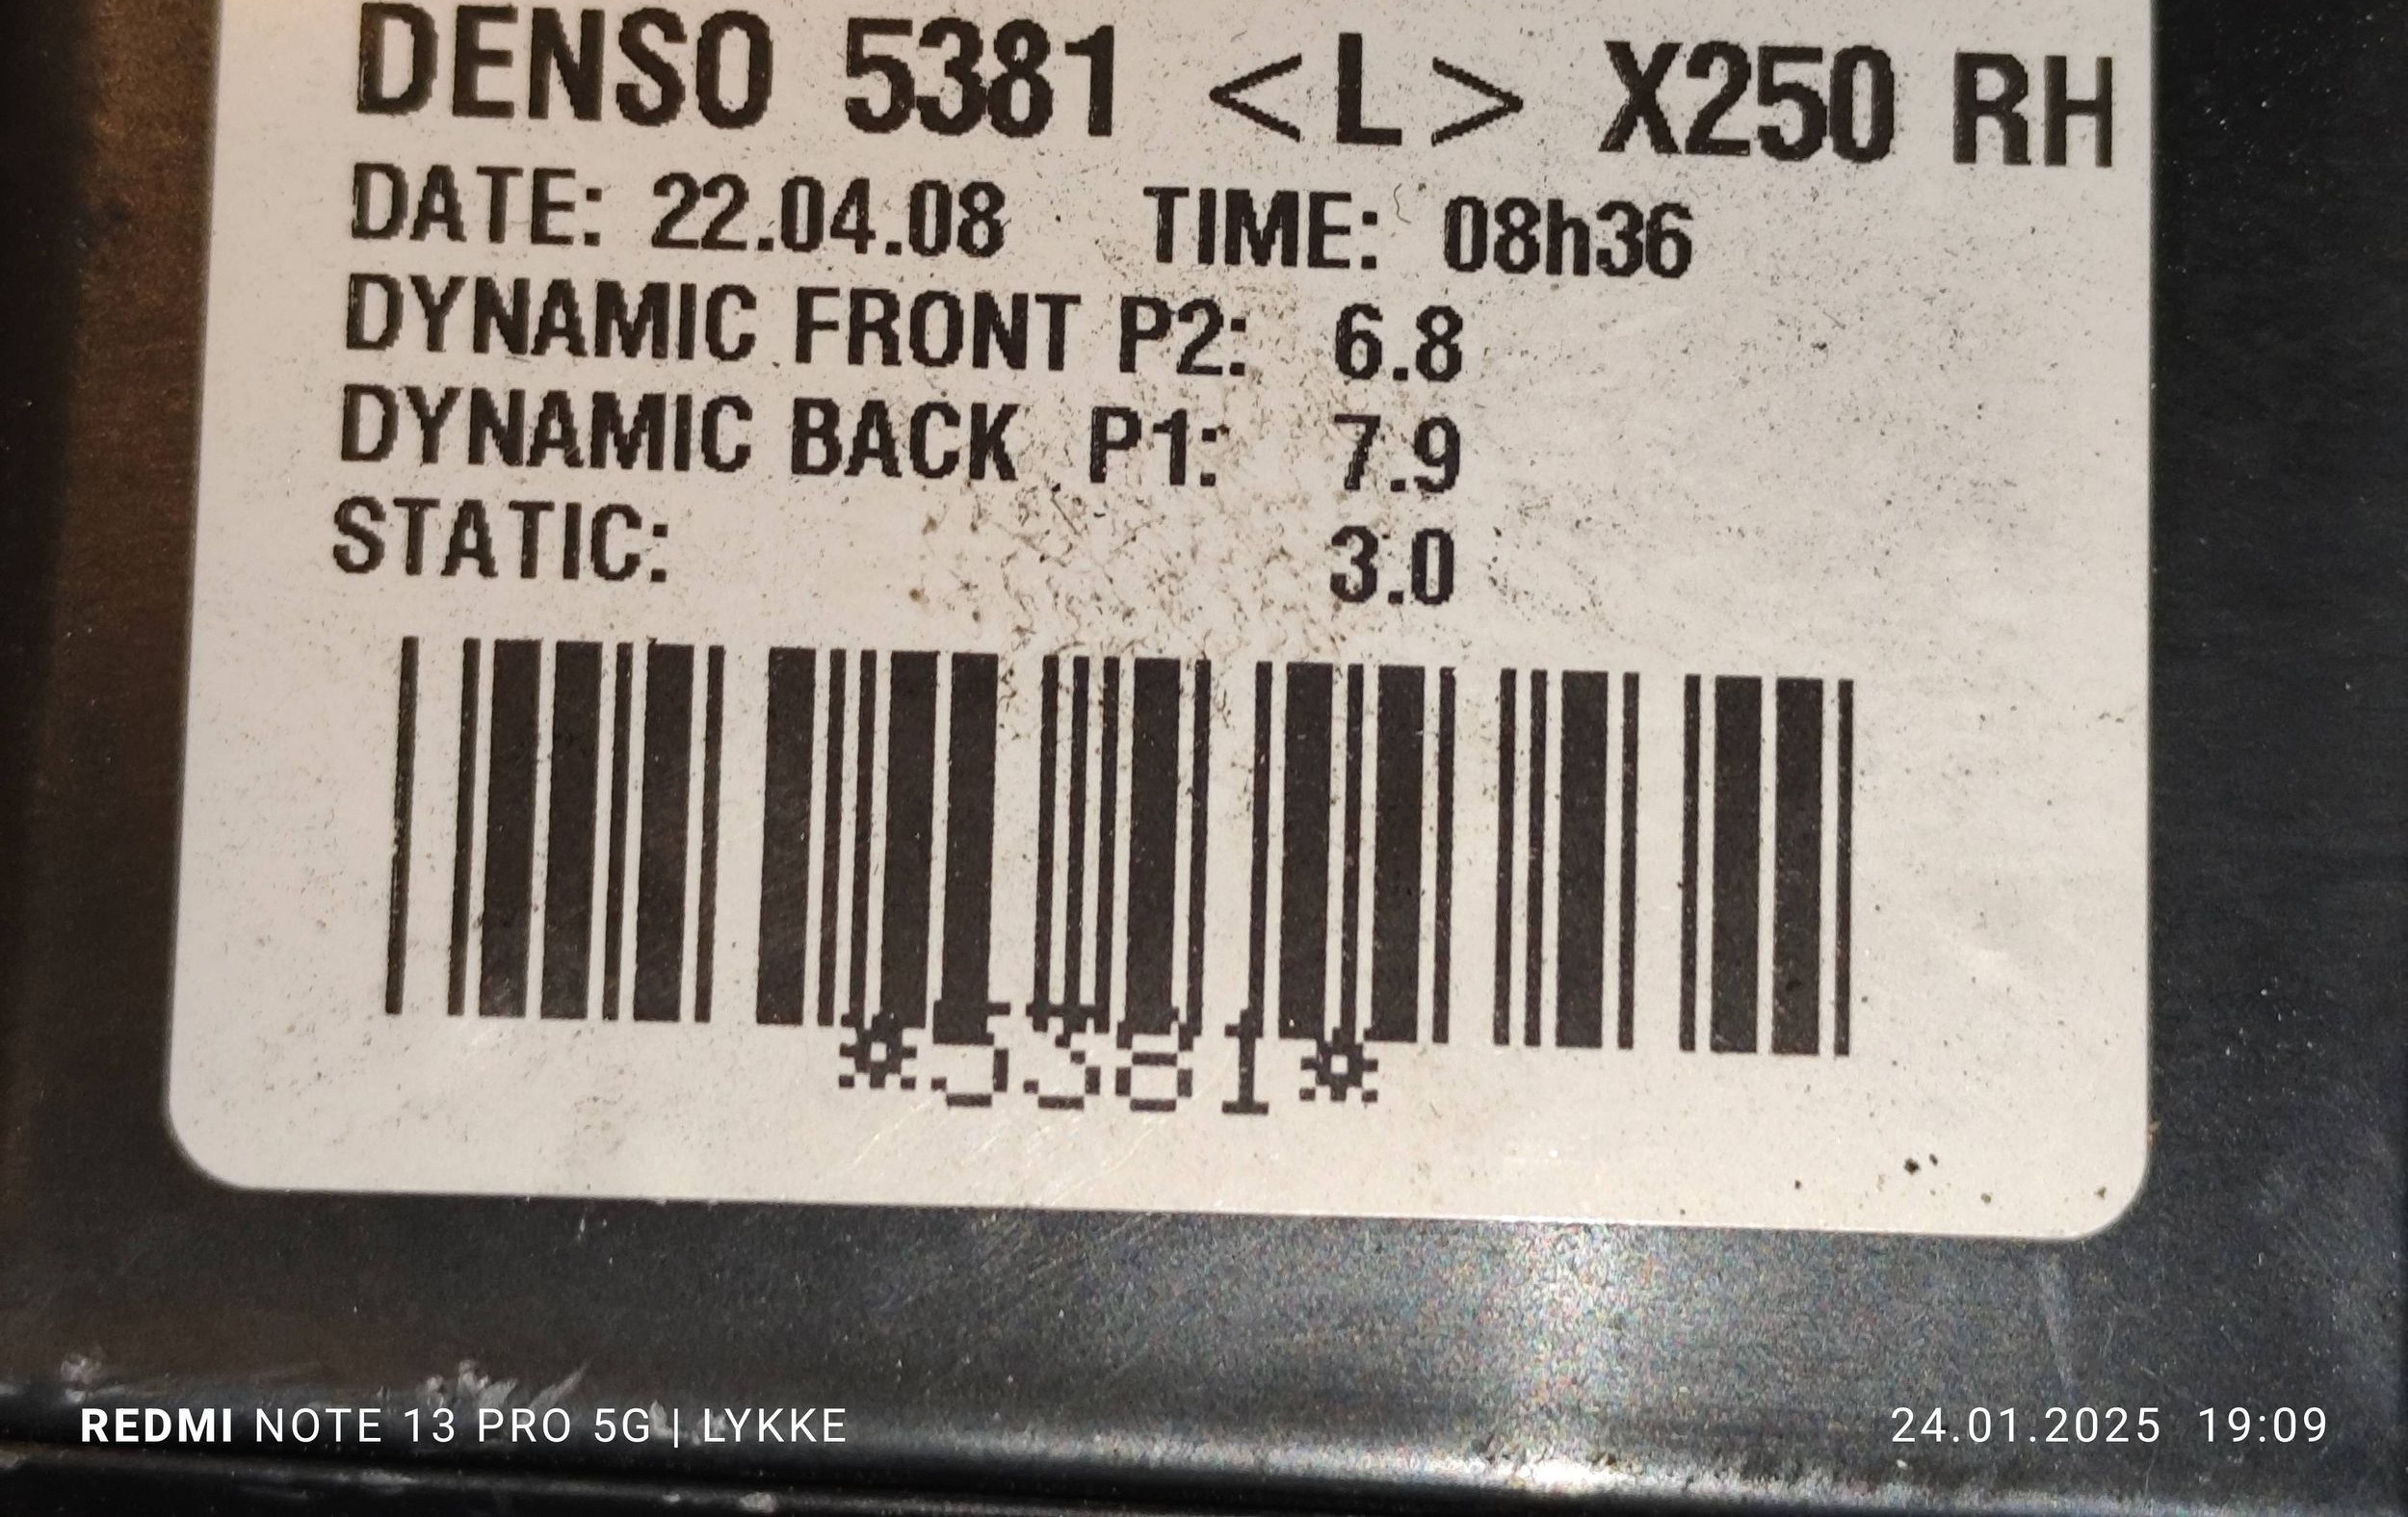 DENSO 5381 <L> X250 RH
DATE: 22.04.08 TIME: 08h36
DYNAMIC FRONT P2: 6.8
DYNAMIC BACK P1: 7.9
STATIC: 3.0
*5381*
REDMI NOTE 13 PRO 5G | LYKKE
24.01.2025 19:09